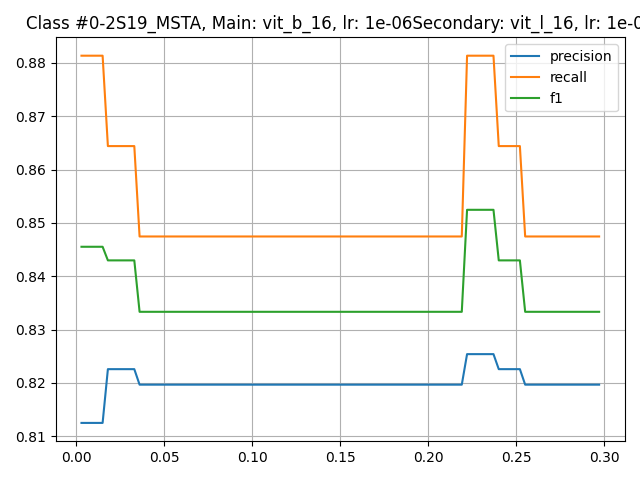 Class #0-2S19_MSTA, Main: vit_b_16, lr: 1e-06Secondary: vit_l_16, lr: 1e-0
precision
recall
f1
0.88
0.87
0.86
0.85
0.84
0.83
0.82
0.81
0.00 0.05 0.10 0.15 0.20 0.25 0.30